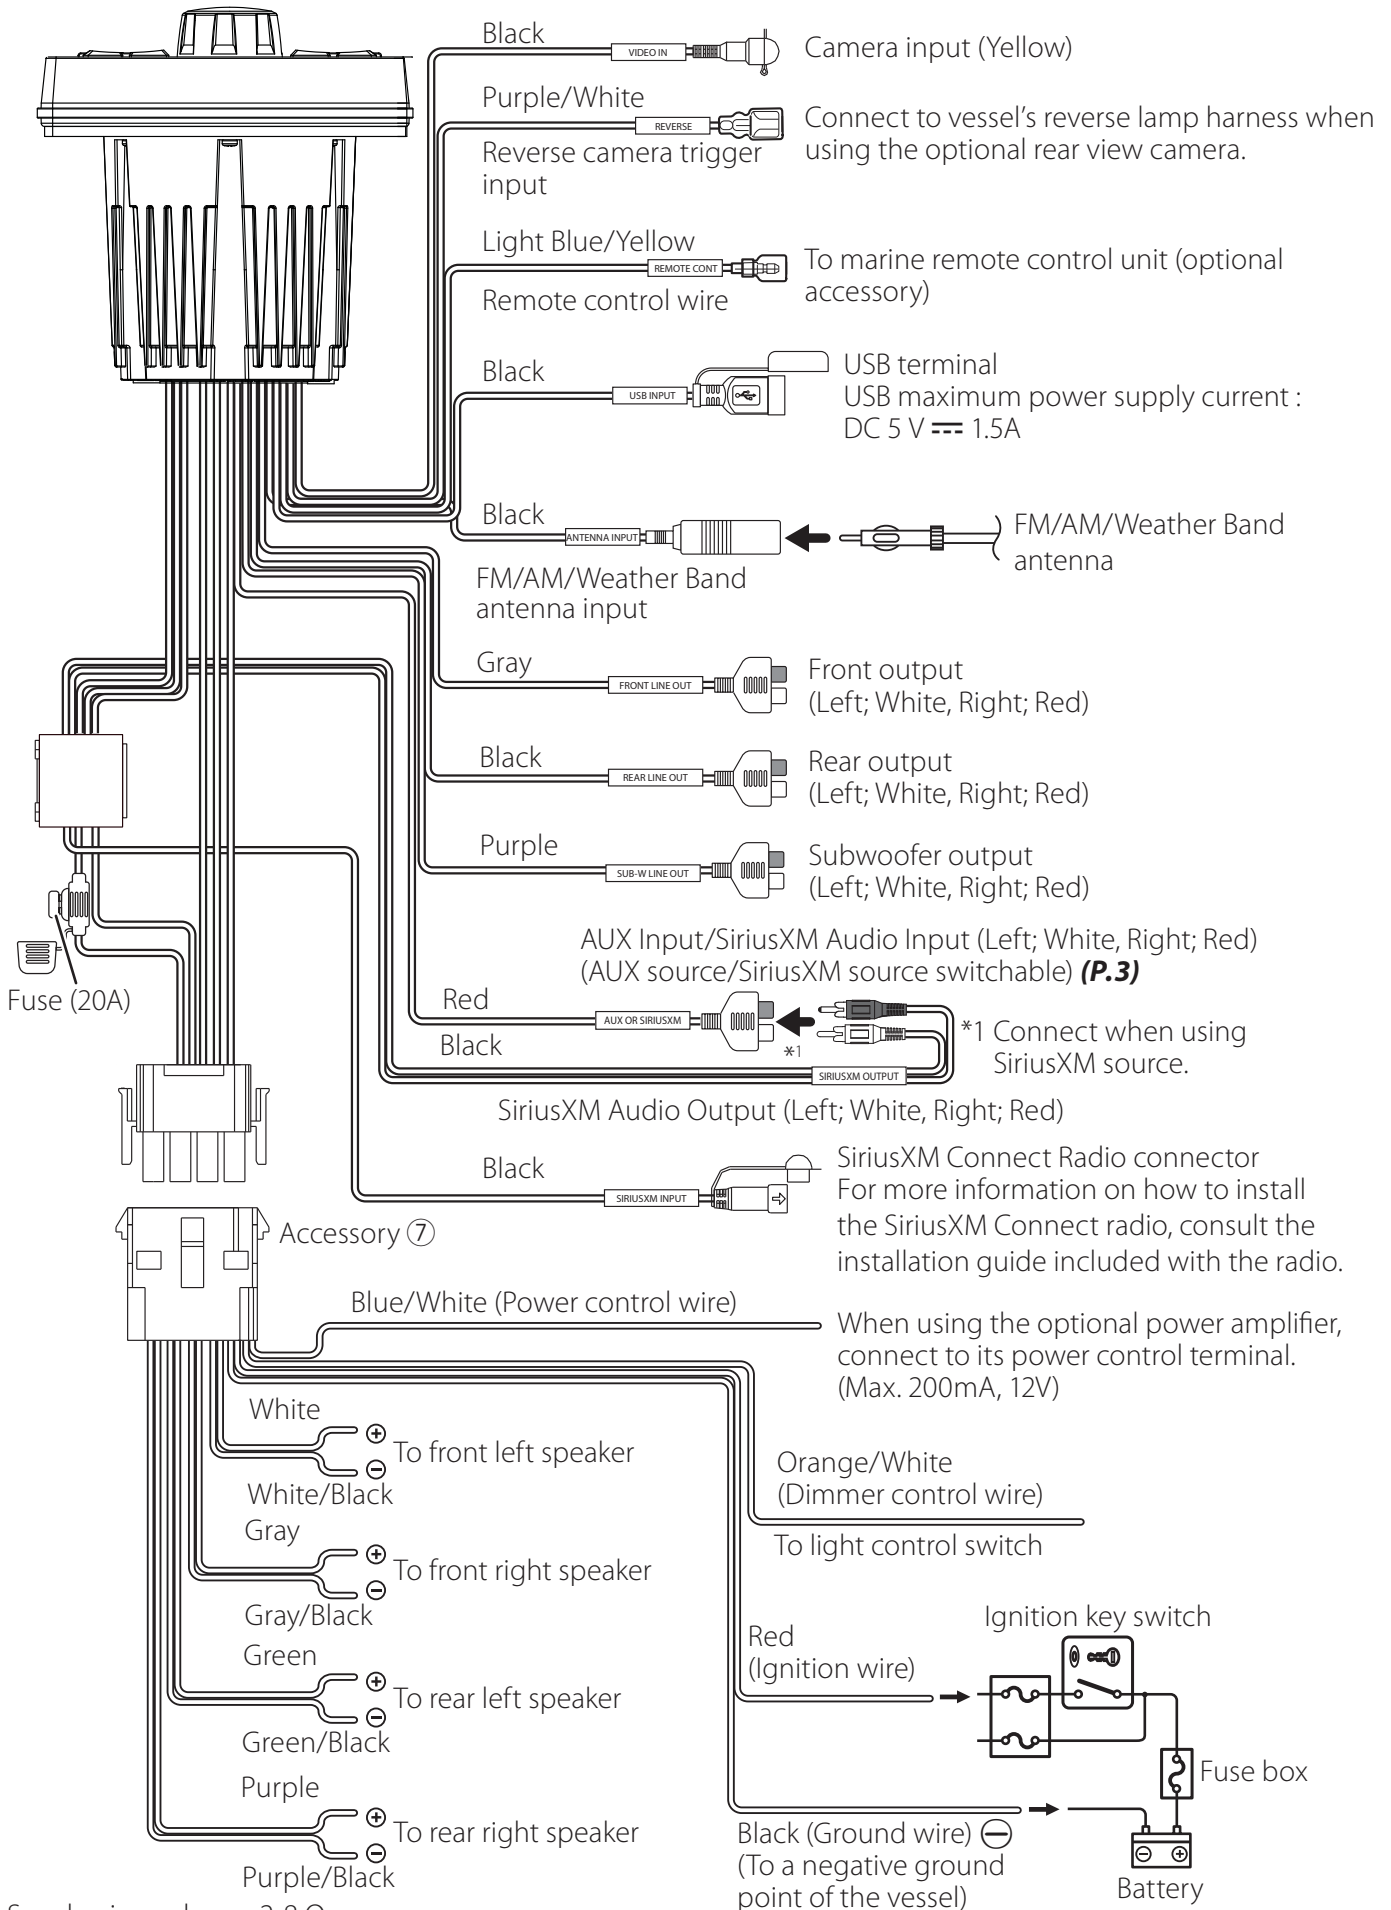 Black
VIDEO IN
Camera input (Yellow)
Purple/White
REVERSE
Reverse camera trigger
input
Connect to vessel’s reverse lamp harness when
using the optional rear view camera.
Light Blue/Yellow
REMOTE CONT
Remote control wire
To marine remote control unit (optional
accessory)
Black
USB INPUT
USB terminal
USB maximum power supply current :
DC 5 V ⎓ 1.5A
Black
ANTENNA INPUT
FM/AM/Weather Band
antenna input
FM/AM/Weather Band
antenna
Gray
FRONT LINE OUT
Front output
(Left; White, Right; Red)
Black
REAR LINE OUT
Rear output
(Left; White, Right; Red)
Purple
SUB-W LINE OUT
Subwoofer output
(Left; White, Right; Red)
Fuse (20A)
AUX Input/SiriusXM Audio Input (Left; White, Right; Red)
(AUX source/SiriusXM source switchable) (P.3)
Red
AUX OR SIRIUSXM
*1
Black
SIRIUSXM OUTPUT
*1 Connect when using
SiriusXM source.
SiriusXM Audio Output (Left; White, Right; Red)
Black
SIRIUSXM INPUT
SiriusXM Connect Radio connector
For more information on how to install
the SiriusXM Connect radio, consult the
installation guide included with the radio.
Accessory ⑦
Blue/White (Power control wire)
When using the optional power amplifier,
connect to its power control terminal.
(Max. 200mA, 12V)
White
⊕
To front left speaker
⊖
White/Black
Gray
⊕
To front right speaker
⊖
Gray/Black
Green
⊕
To rear left speaker
⊖
Green/Black
Purple
⊕
To rear right speaker
⊖
Purple/Black
Orange/White
(Dimmer control wire)
To light control switch
Ignition key switch
Red
(Ignition wire)
Fuse box
Black (Ground wire) ⊖
(To a negative ground
point of the vessel)
⊖ ⊕
Battery